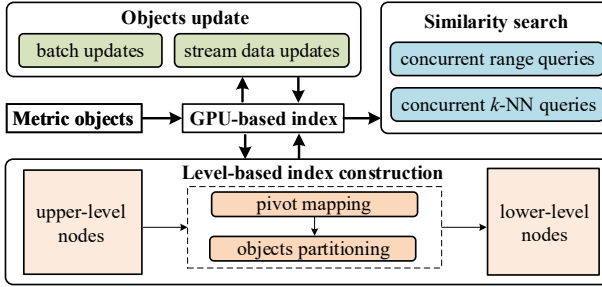 Objects update
batch updates
stream data updates
Similarity search
concurrent range queries
concurrent k-NN queries
Metric objects
GPU-based index
Level-based index construction
upper-level
nodes
pivot mapping
objects partitioning
lower-level
nodes